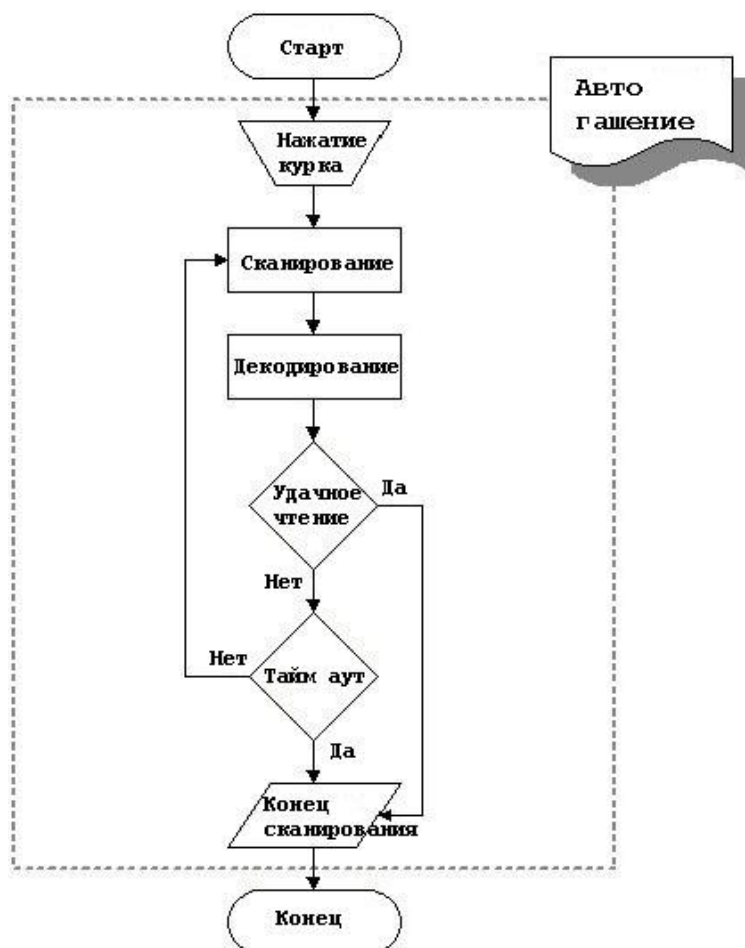 Старт
Авто
гашение
Нажатие
курка
Сканирование
Декодирование
Удачное
чтение
Да
Нет
Нет
Тайм аут
Да
Конец
сканирования
Конец